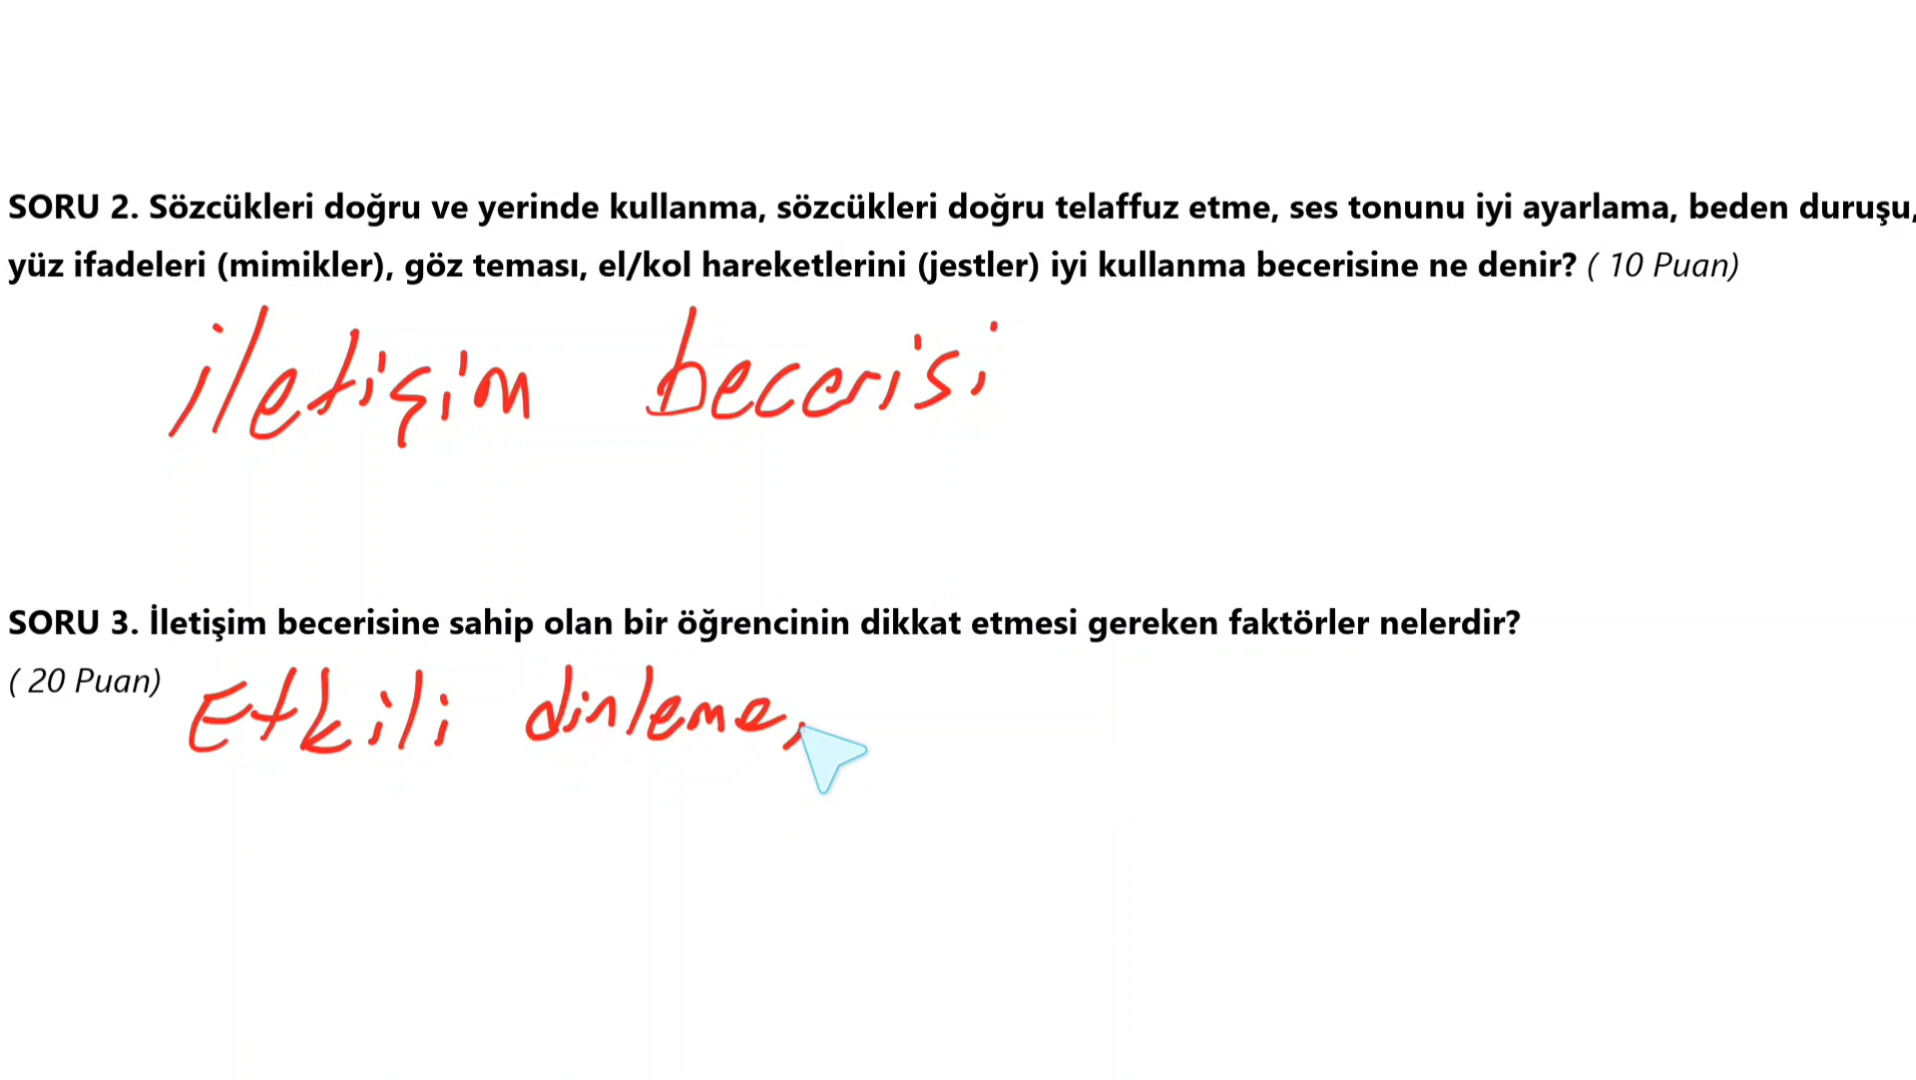 SORU 2. Sözcükleri doğru ve yerinde kullanma, sözcükleri doğru telaffuz etme, ses tonunu iyi ayarlama, beden duruşu,
yüz ifadeleri (mimikler), göz teması, el/kol hareketlerini (jestler) iyi kullanma becerisine ne denir? ( 10 Puan)
iletişim becerisi
SORU 3. İletişim becerisine sahip olan bir öğrencinin dikkat etmesi gereken faktörler nelerdir?
( 20 Puan) Etkili dinleme,